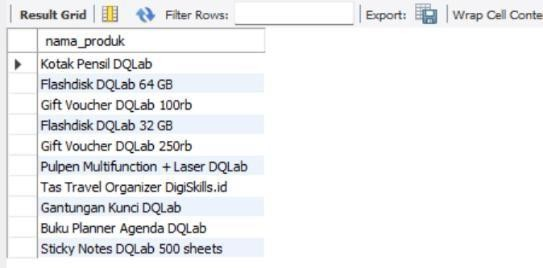 Result Grid Filter Rows: Export: Wrap Cell Conte
nama_produk
Kotak Pensil DQLab
Flashdisk DQLab 64 GB
Gift Voucher DQLab 100rb
Flashdisk DQLab 32 GB
Gift Voucher DQLab 250rb
Pulpen Multifunction + Laser DQLab
Tas Travel Organizer DigiSkills.id
Gantungan Kunci DQLab
Buku Planner Agenda DQLab
Sticky Notes DQLab 500 sheets